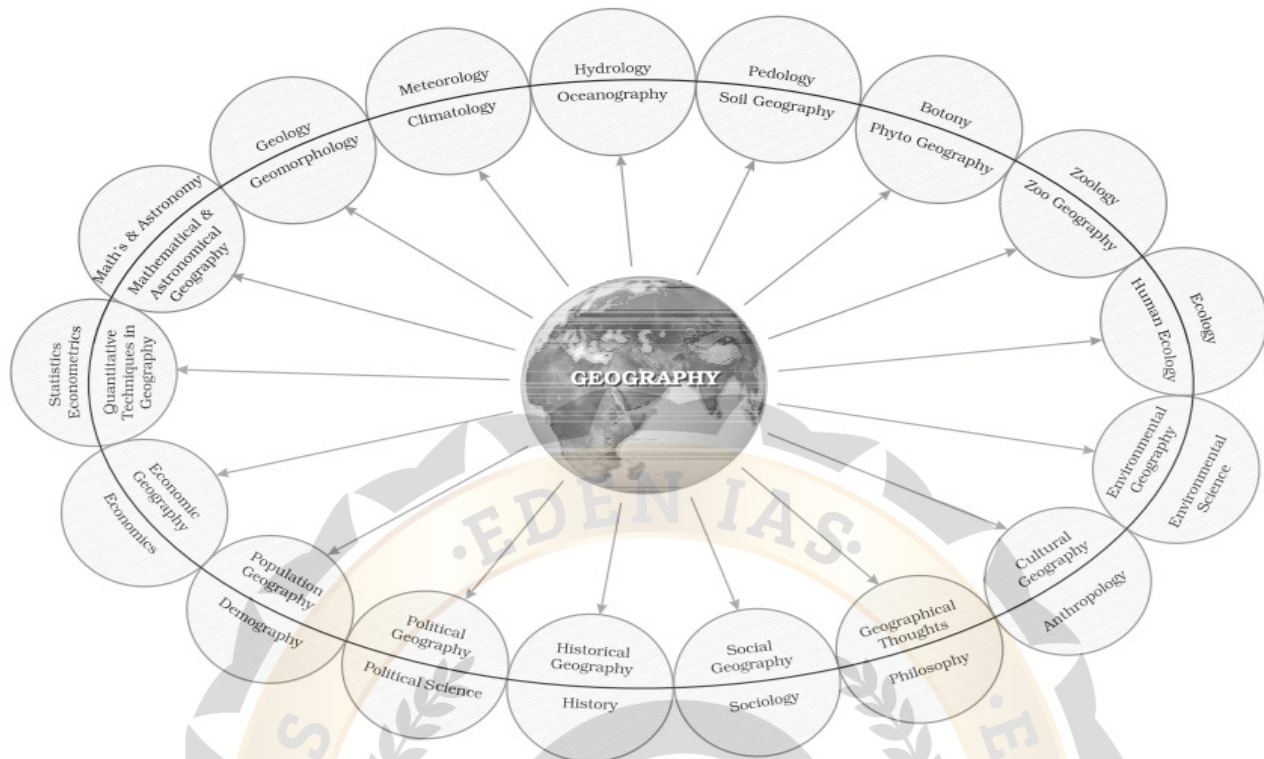 Hydrology
Oceanography
Pedology
Soil Geography
Botony
Phyto Geography
Zoology
Zoo Geography
Ecology
Human Ecology
Environmental
Geography
Environmental
Science
Cultural
Geography
Anthropology
Geographical
Thoughts
Philosophy
Social
Geography
Sociology
Historical
Geography
History
Political
Geography
Political Science
Population
Geography
Demography
Economic
Geography
Economics
Statistics
Econometrics
Quantitative
Techniques in
Geography
Math's & Astronomy
Mathematical &
Astronomical
Geography
Geology
Geomorphology
Meteorology
Climatology
GEOGRAPHY
·EDEN IAS·
S
·E